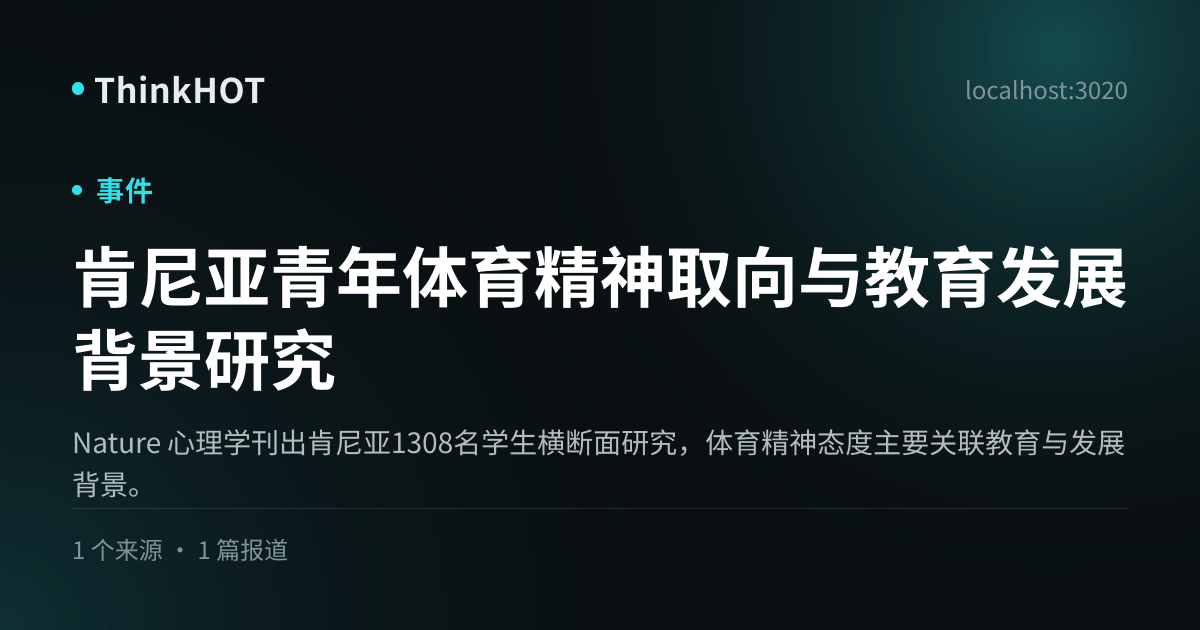 ThinkHOT
localhost:3020
事件
肯尼亚青年体育精神取向与教育发展
背景研究
Nature 心理学刊出肯尼亚1308名学生横断面研究，体育精神态度主要关联教育与发展
背景。
1 个来源 · 1 篇报道